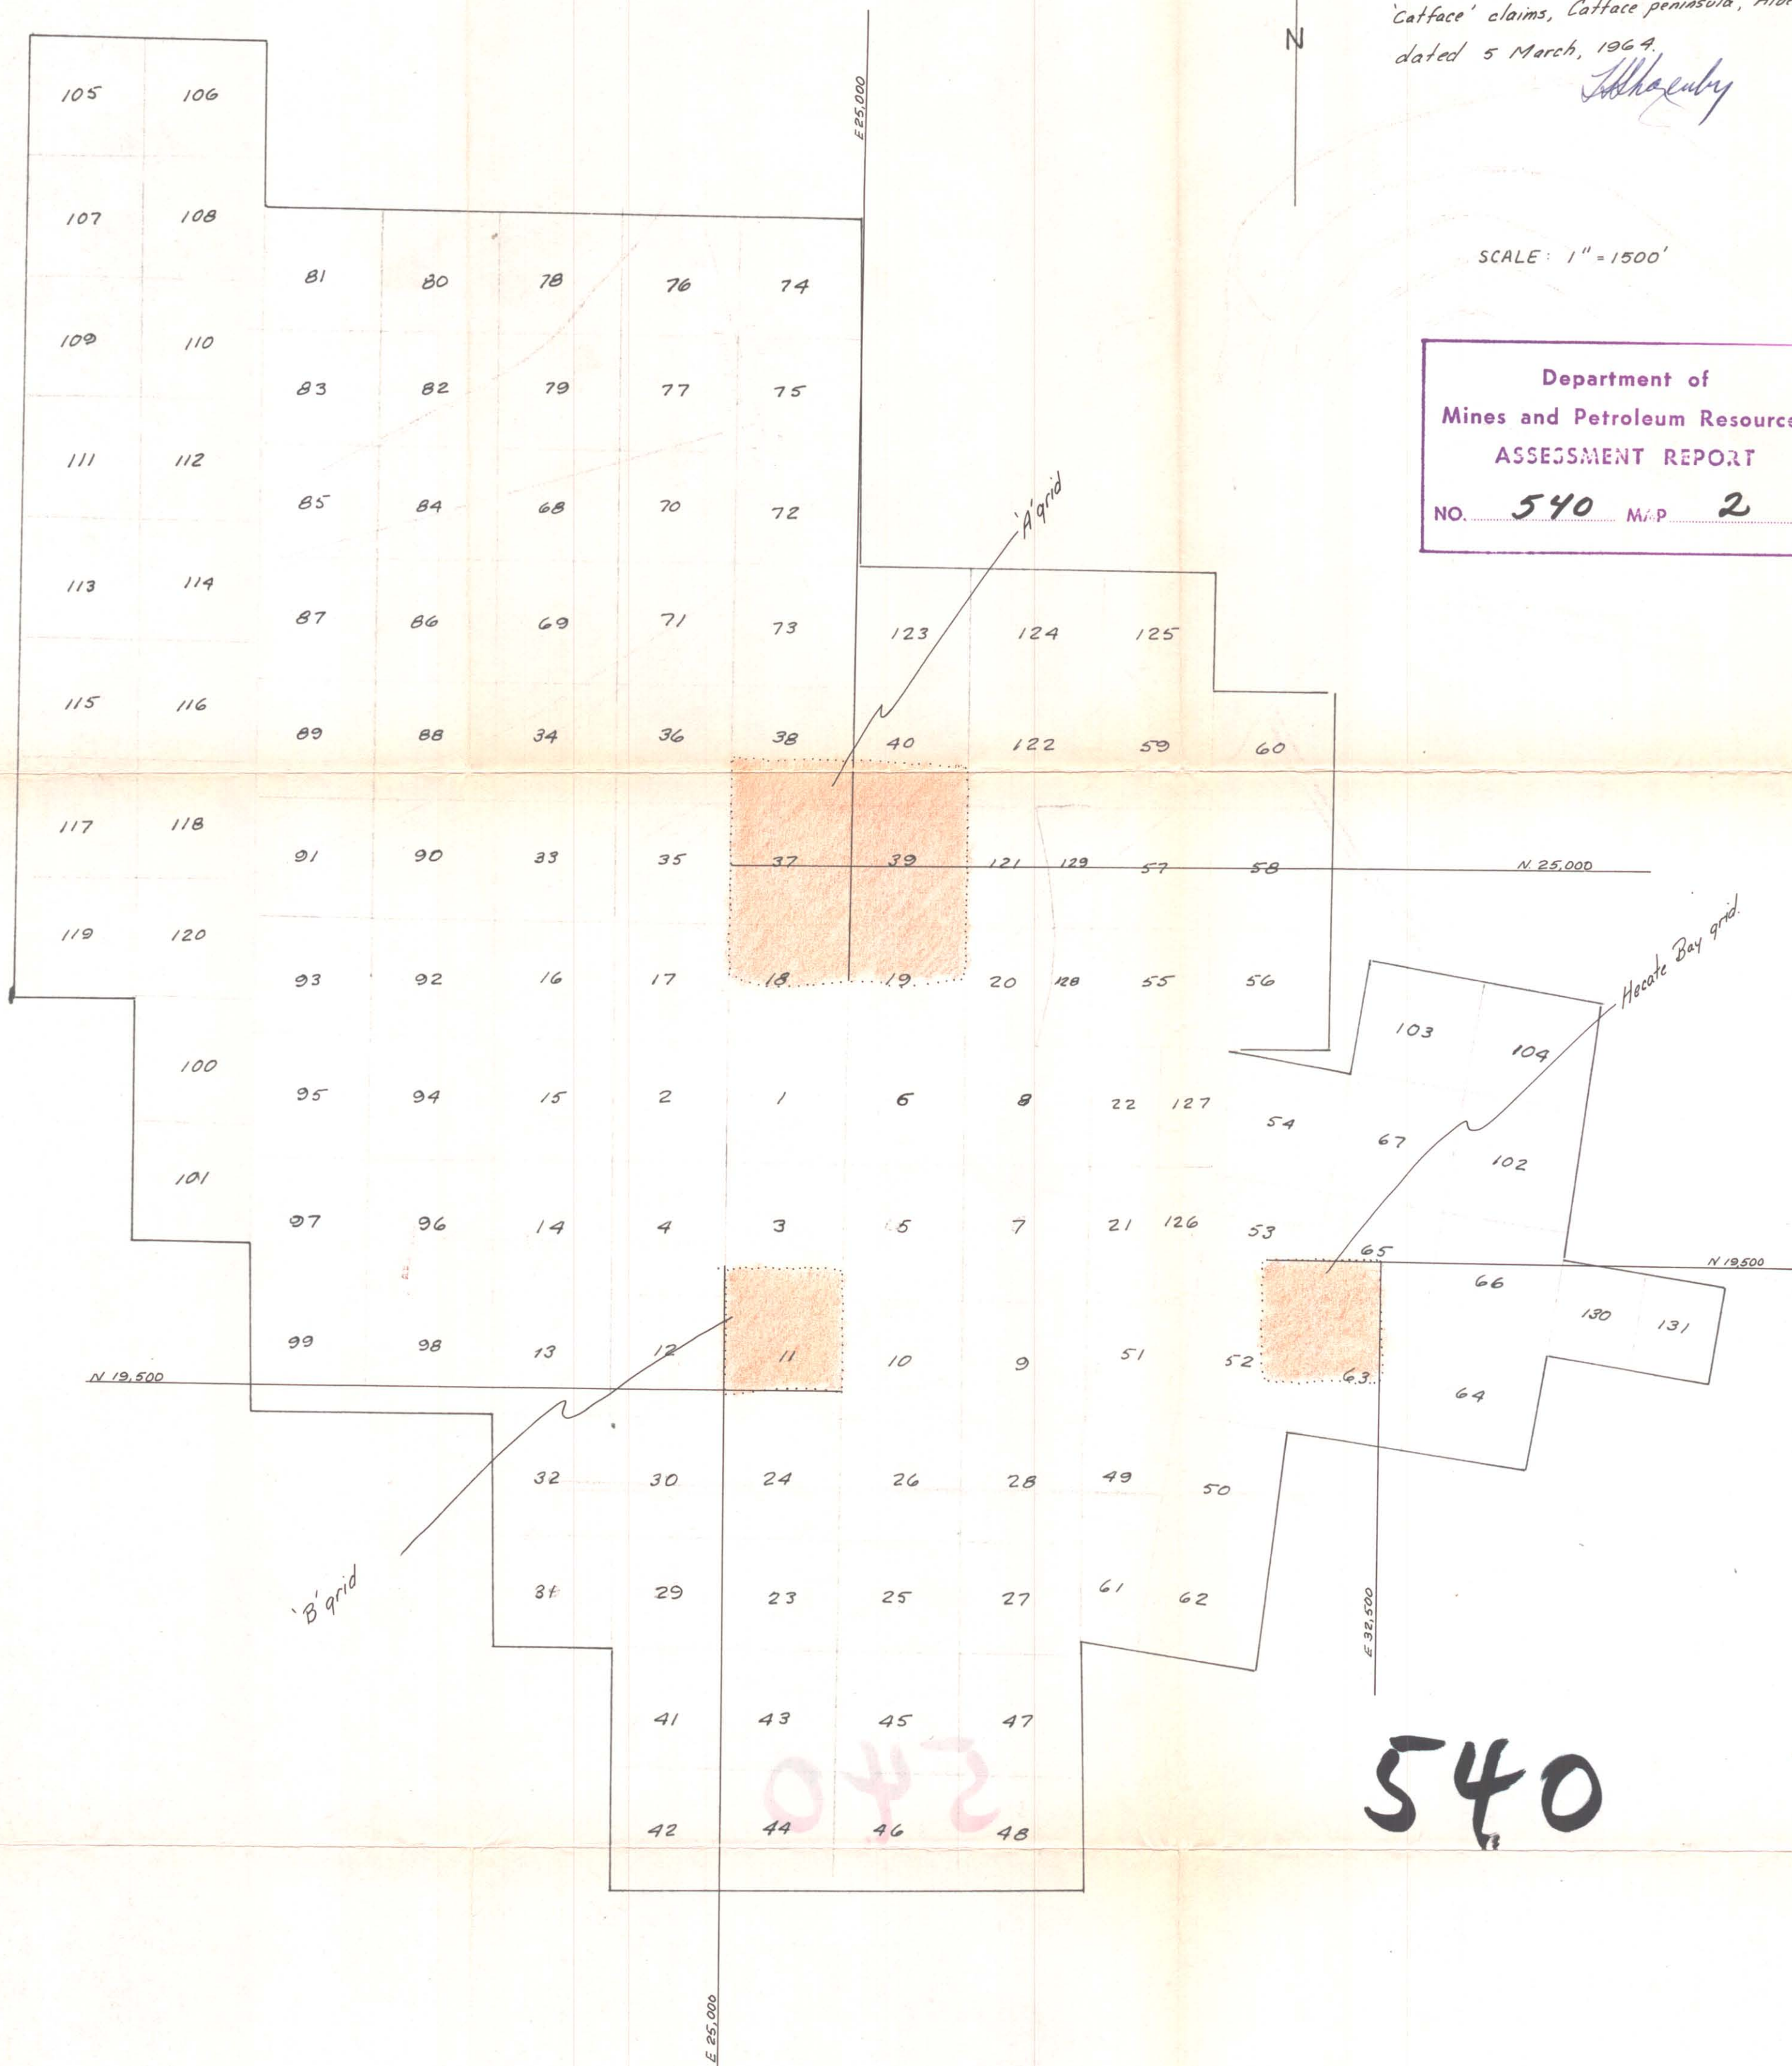 'Catface' claims, Catface peninsula,
dated 5 March, 1964.
N
SCALE: 1" = 1500'
Department of
Mines and Petroleum Resource
ASSESSMENT REPORT
NO. 540 MAP 2
E 25,000
105 106
107 108
81 80 78 76 74
109 110
83 82 79 77 75
111 112
85 84 68 70 72
'A' grid
113 114
87 86 69 71 73 123 124 125
115 116
89 88 34 36 38 40 122 59 60
117 118
91 90 33 35 37 39 121 129 57 58 N. 25,000
119 120
93 92 16 17 18 19 20 128 55 56
Hecate Bay grid.
103 104
100
95 94 15 2 1 6 8 22 127 54 67 102
101
97 96 14 4 3 5 7 21 126 53
65 N 19,500
66
130 131
99 98 13 12 11 10 9 51 52 63
N 19,500
64
32 30 24 26 28 49 50
'B' grid
31 29 23 25 27 61 62
E 32,500
41 43 45 47
540
540
42 44 46 48
E 25,000